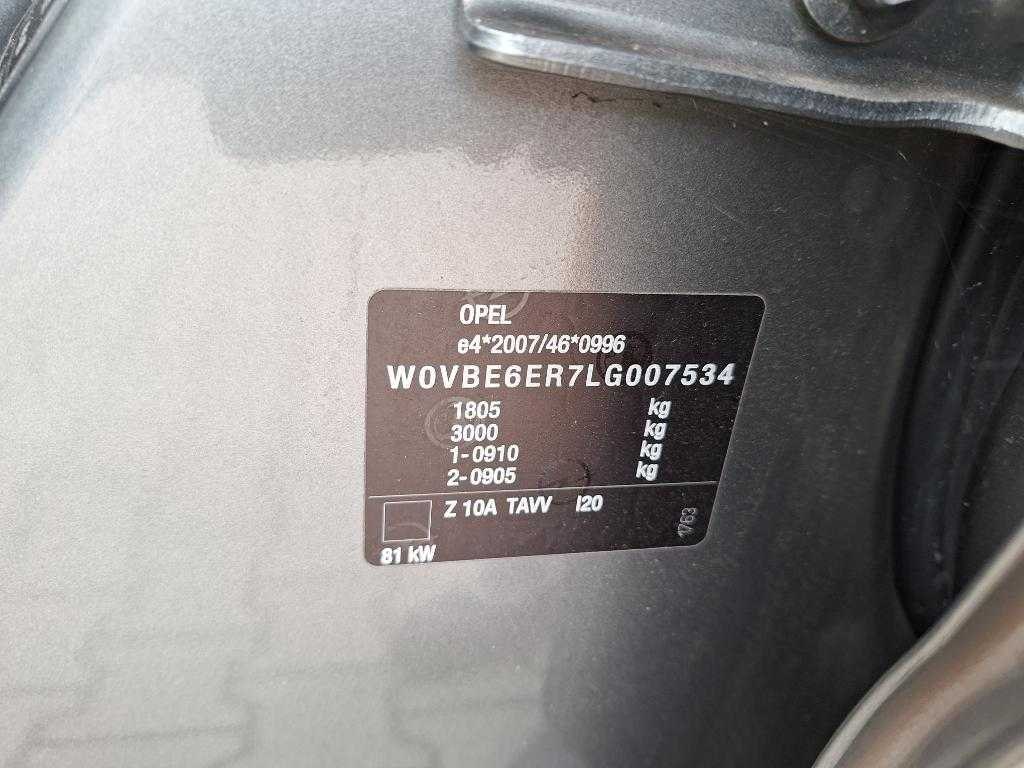 OPEL
e4*2007/46*0996
W0VBE6ER7LG007534
1805 kg
3000 kg
1-0910 kg
2-0905 kg
Z 10A TAVV I20
1763
81 kW